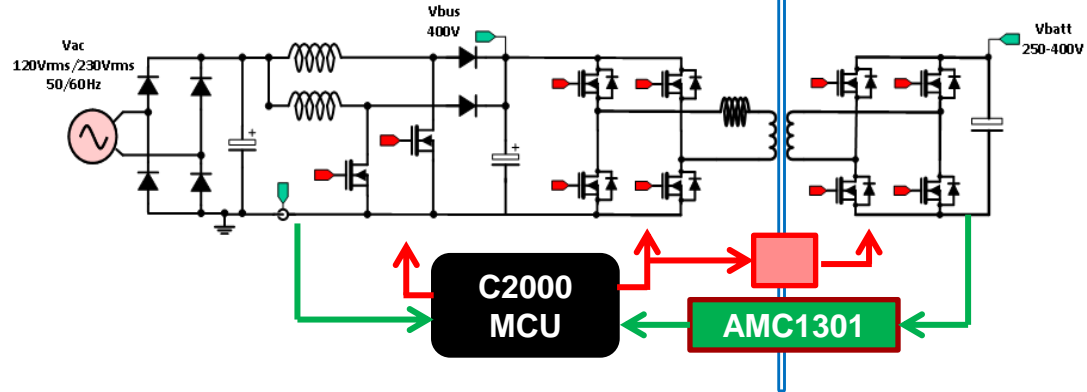 Vac
120Vrms/230Vrms
50/60Hz
Vbus
400V
Vbatt
250-400V
+
+
C2000
MCU
AMC1301